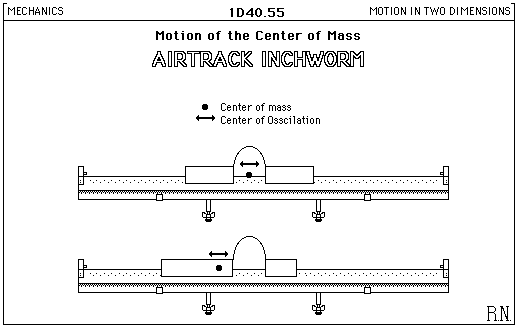 MECHANICS 1D40.55 MOTION IN TWO DIMENSIONS
Motion of the Center of Mass
AIRTRACK INCHWORM
Center of mass
Center of Osscilation
R.N.